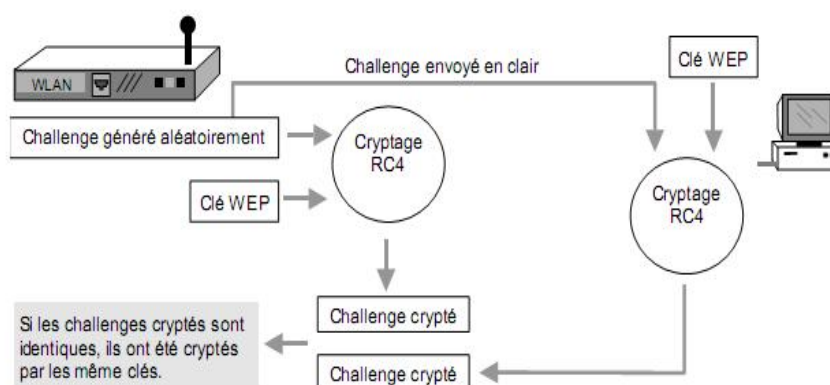 WLAN
Challenge envoyé en clair
Clé WEP
Challenge généré aléatoirement
Cryptage
RC4
Clé WEP
Cryptage
RC4
Challenge crypté
Si les challenges cryptés sont
identiques, ils ont été cryptés
par les même clés.
Challenge crypté